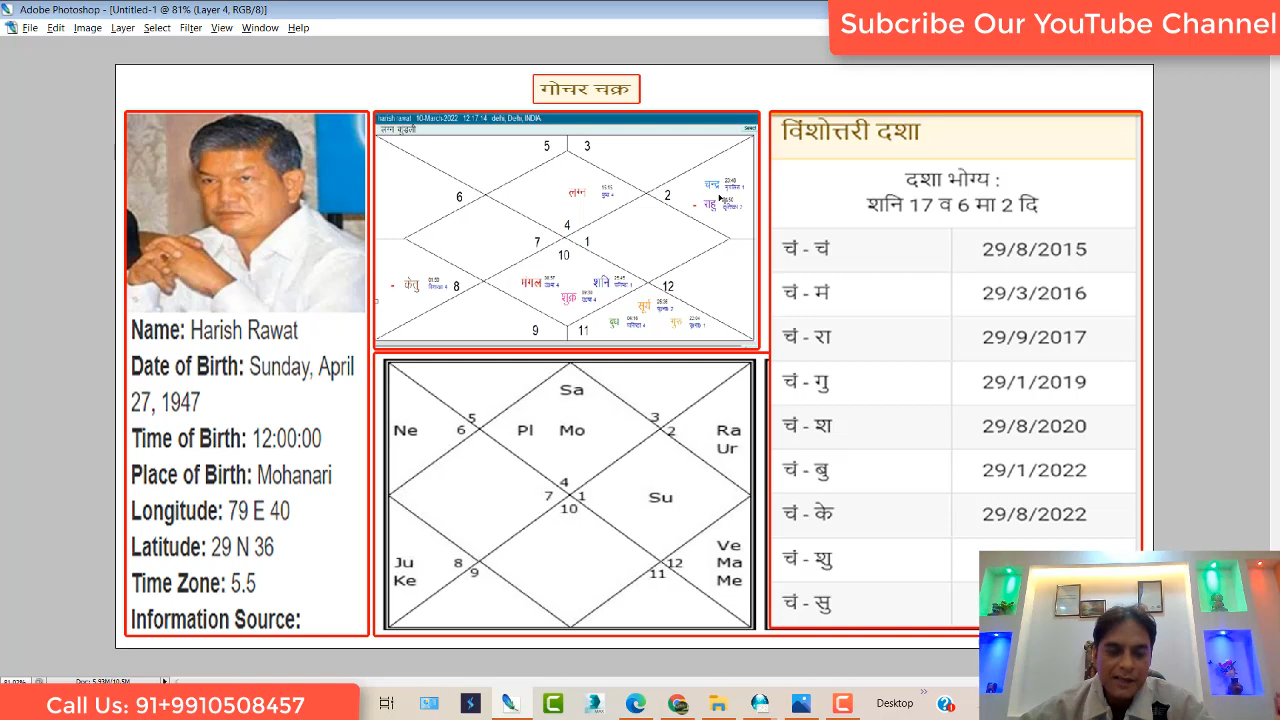 Adobe Photoshop - [Untitled-1 @ 81% (Layer 4, RGB/8)]
Subcribe Our YouTube Channel
File Edit Image Layer Select Filter View Window Help
गोचर चक्र
harish rawat 10-March-2022 12:17:14 delhi, Delhi, INDIA
लग्न कुंडली
5 3
लग्न
6
2
चन्द्र
- राहु
4
7 1
10
- केतु
8
मंगल
शनि
शुक्र
12
सूर्य
बुध
गुरु
9 11
Name: Harish Rawat
Date of Birth: Sunday, April
27, 1947
Time of Birth: 12:00:00
Place of Birth: Mohanari
Longitude: 79 E 40
Latitude: 29 N 36
Time Zone: 5.5
Information Source:
Sa
5 3
Ne 6 Pl Mo 2 Ra
Ur
4
7 1 Su
10
Ve
Ju 8 12 Ma
Ke 9 11 Me
विंशोत्तरी दशा
दशा भोग्य :
शनि 17 व 6 मा 2 दि
चं - चं 29/8/2015
चं - मं 29/3/2016
चं - रा 29/9/2017
चं - गु 29/1/2019
चं - श 29/8/2020
चं - बु 29/1/2022
चं - के 29/8/2022
चं - शु
चं - सु
Call Us: 91+9910508457
Desktop